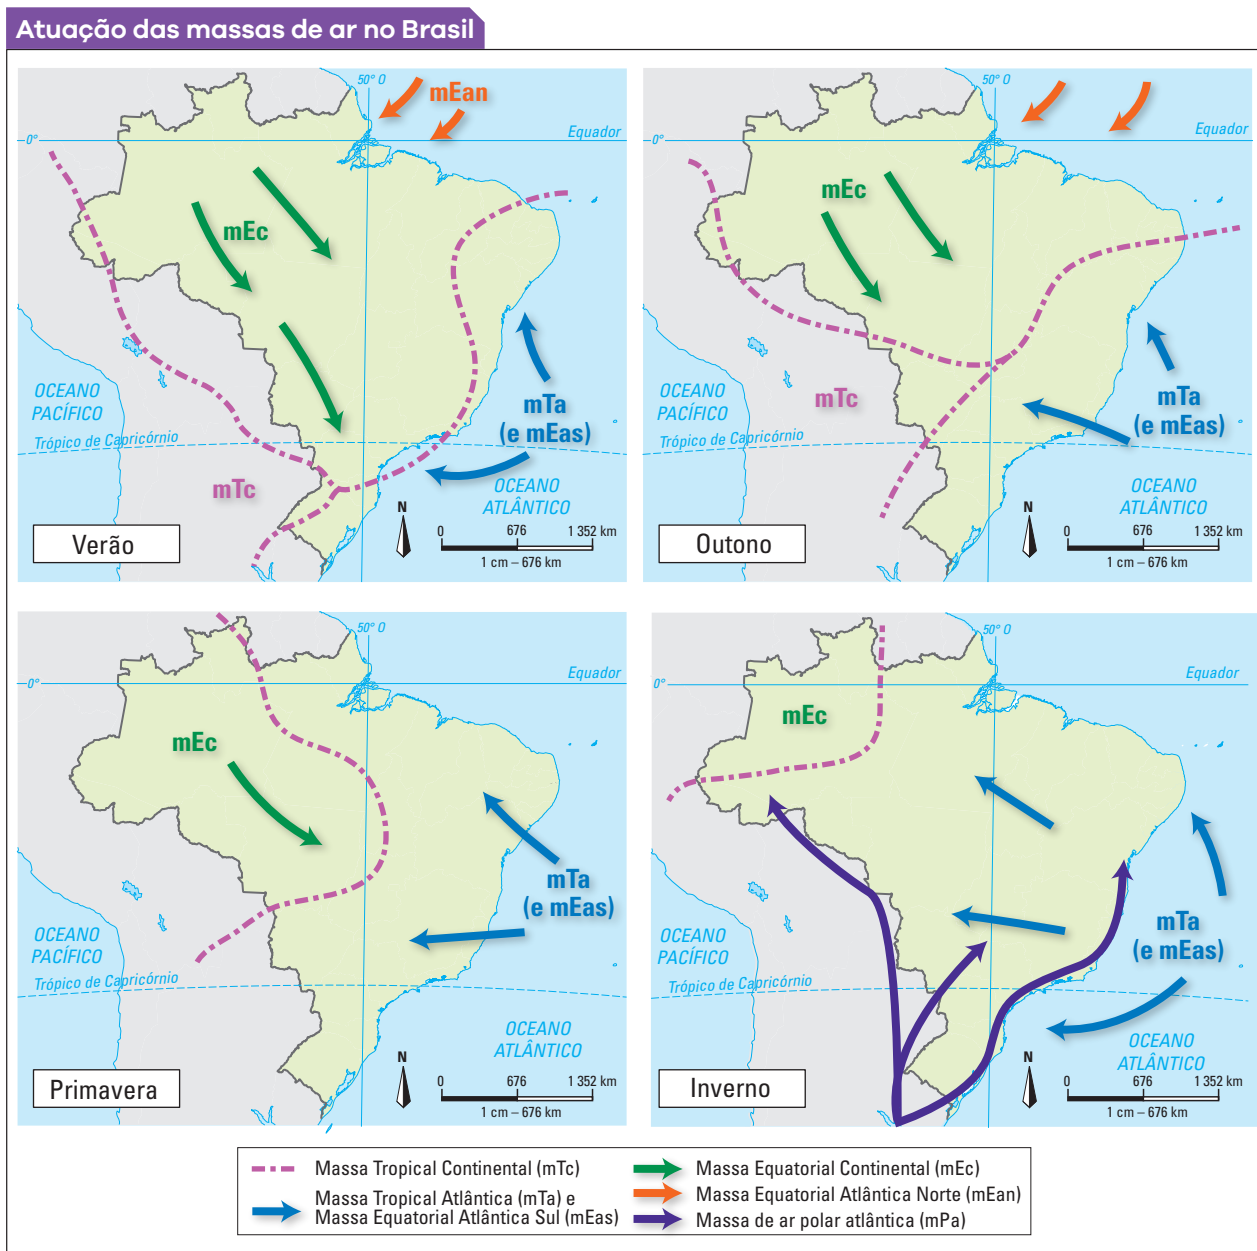 Atuação das massas de ar no Brasil
50° O
mEan
Equador
0°
mEc
OCEANO
PACÍFICO
mTa
(e mEas)
Trópico de Capricórnio
mTc
OCEANO
ATLÂNTICO
N
0 676 1 352 km
1 cm – 676 km
Verão
50° O
Equador
0°
mEc
OCEANO
PACÍFICO
mTc
mTa
(e mEas)
Trópico de Capricórnio
OCEANO
ATLÂNTICO
N
0 676 1 352 km
1 cm – 676 km
Outono
50° O
Equador
0°
mEc
mTa
(e mEas)
OCEANO
PACÍFICO
Trópico de Capricórnio
OCEANO
ATLÂNTICO
N
0 676 1 352 km
1 cm – 676 km
Primavera
50° O
Equador
0°
mEc
mTa
(e mEas)
OCEANO
PACÍFICO
Trópico de Capricórnio
OCEANO
ATLÂNTICO
N
0 676 1 352 km
1 cm – 676 km
Inverno
Massa Tropical Continental (mTc)
Massa Tropical Atlântica (mTa) e
Massa Equatorial Atlântica Sul (mEas)
Massa Equatorial Continental (mEc)
Massa Equatorial Atlântica Norte (mEan)
Massa de ar polar atlântica (mPa)